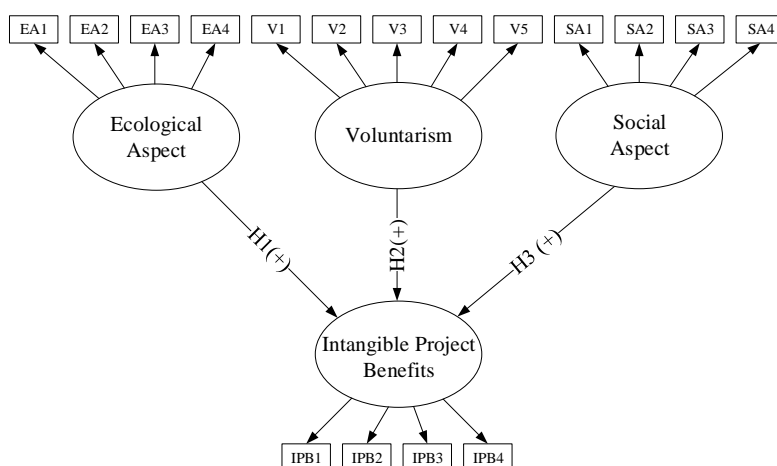 EA1 EA2 EA3 EA4 V1 V2 V3 V4 V5 SA1 SA2 SA3 SA4
Ecological
Aspect
Voluntarism
Social
Aspect
H1(+)
H2(+)
H3 (+)
Intangible Project
Benefits
IPB1 IPB2 IPB3 IPB4